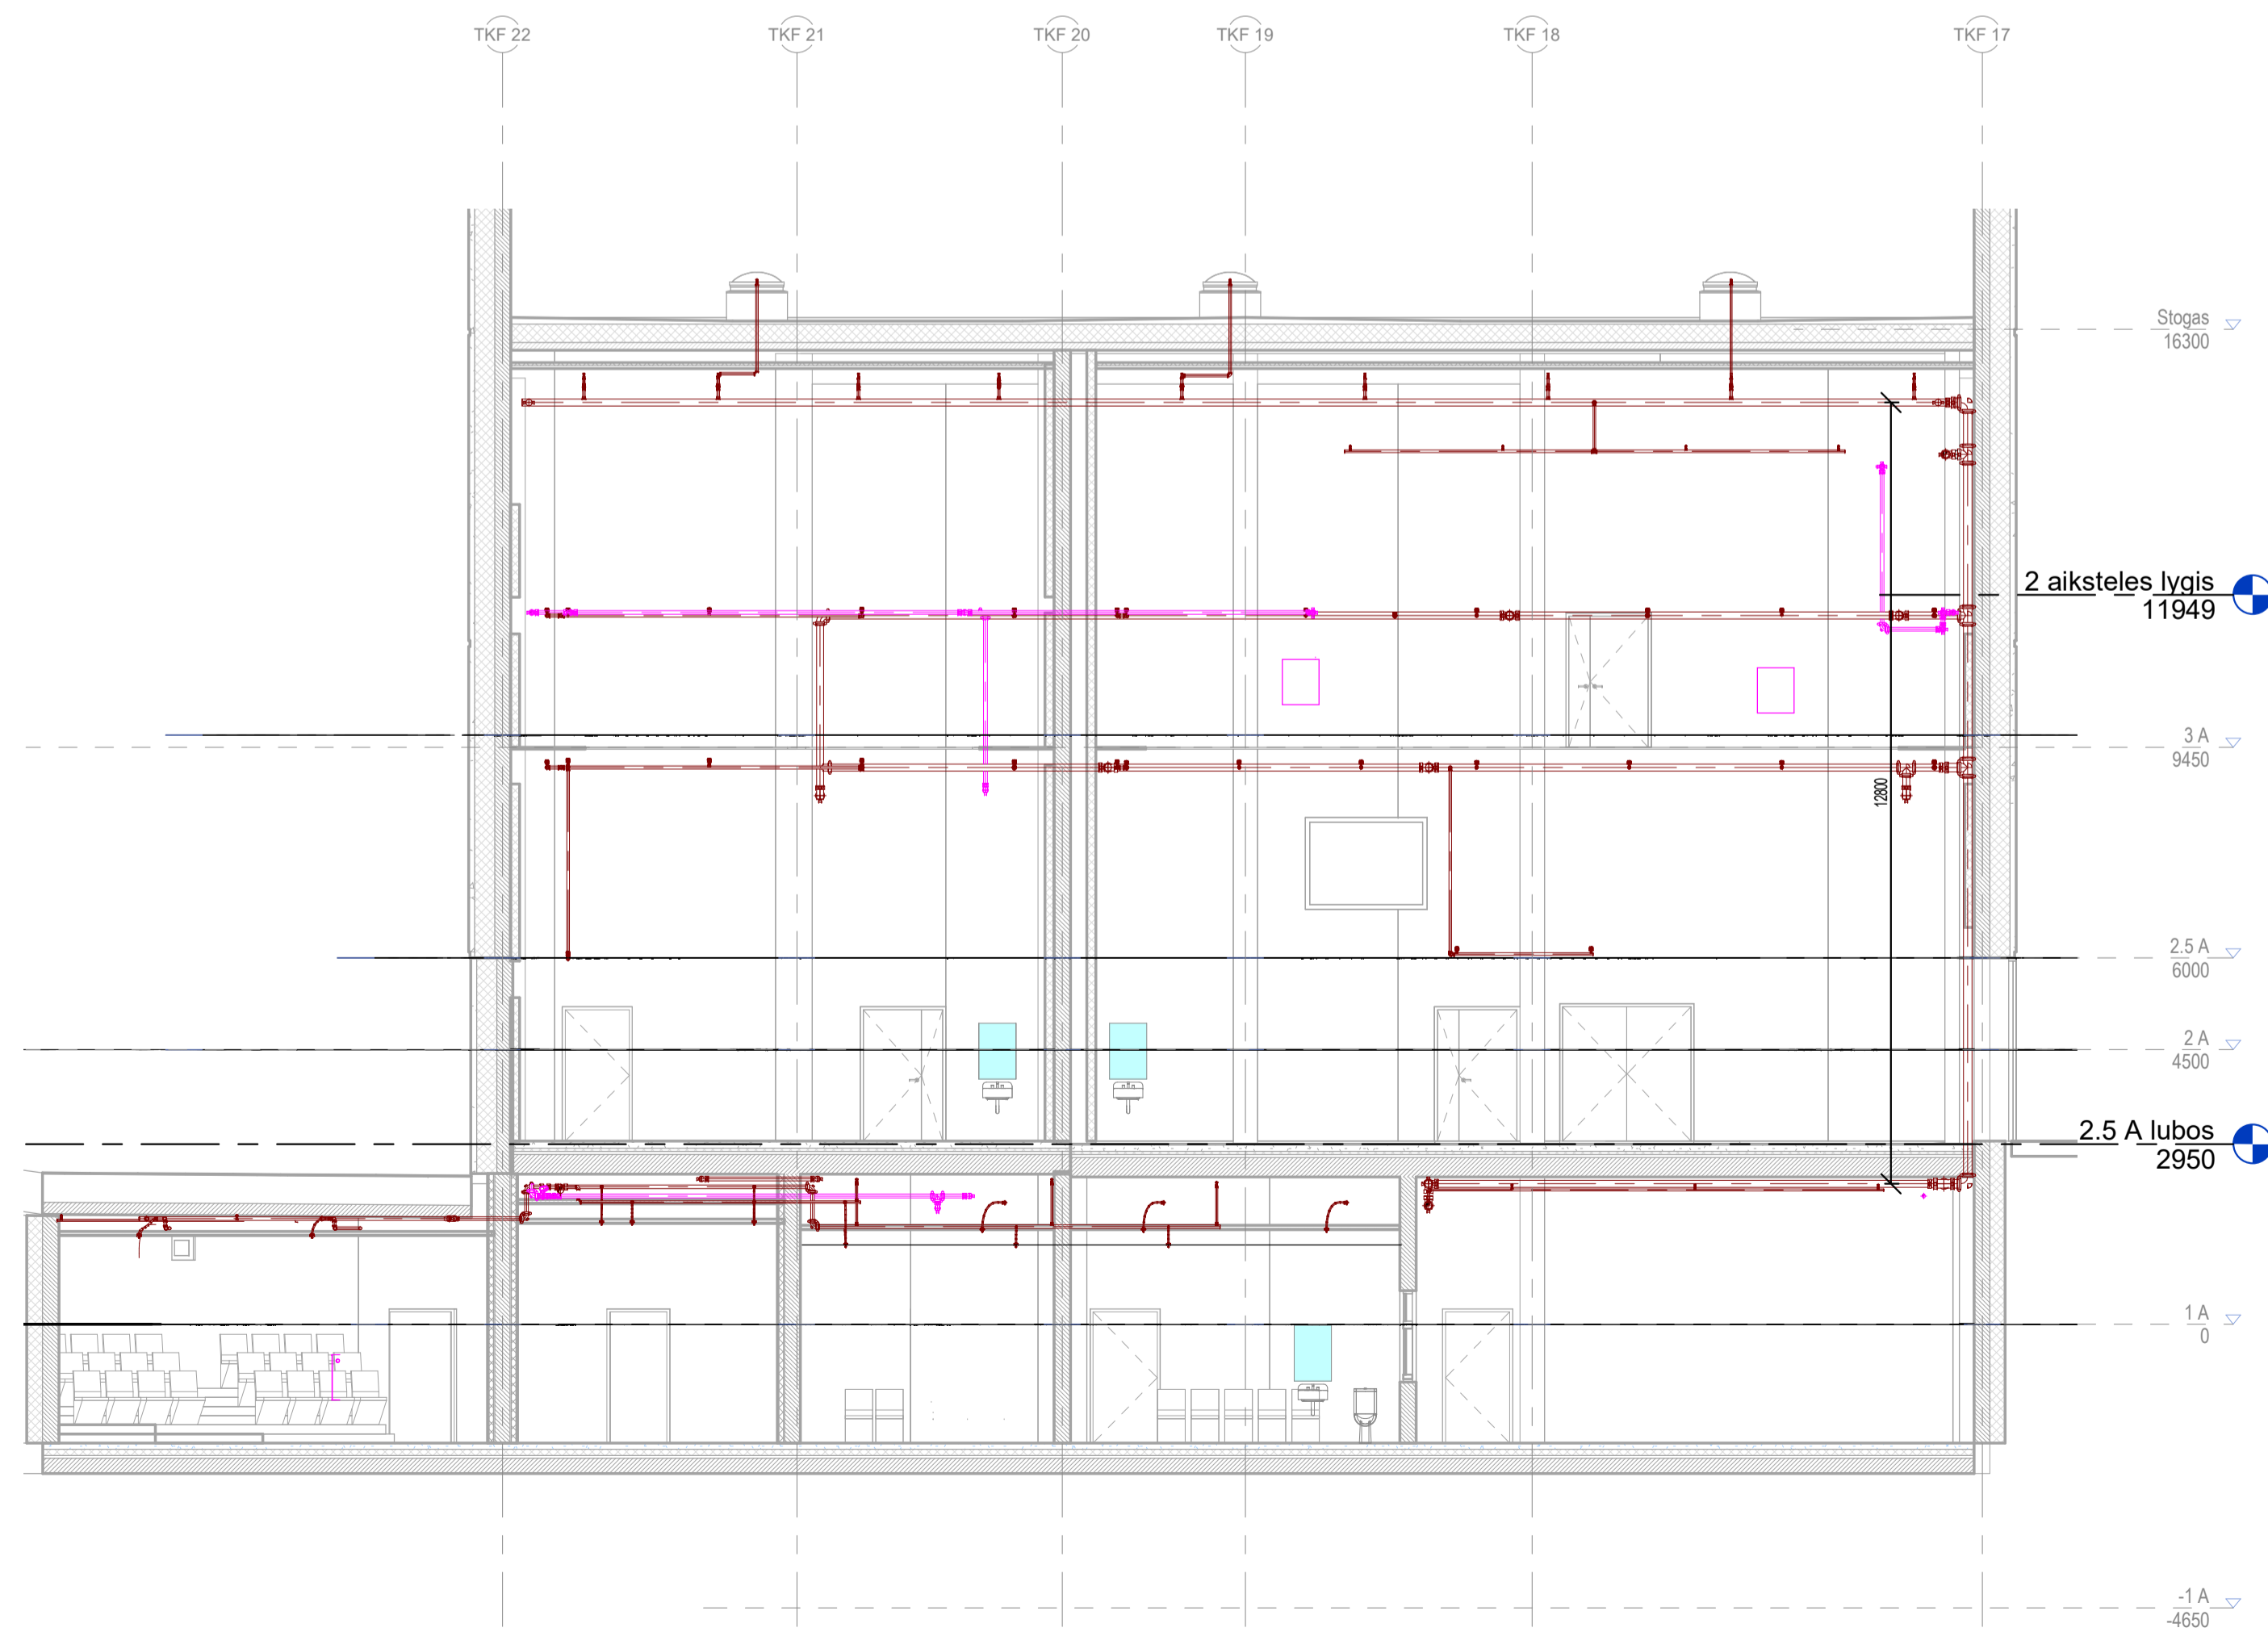 TKF 22
TKF 21
TKF 20
TKF 19
TKF 18
TKF 17
Stogas
16300
2 aiksteles lygis
11949
3 A
9450
12800
2.5 A
6000
2 A
4500
2.5 A lubos
2950
1 A
0
-1 A
-4650